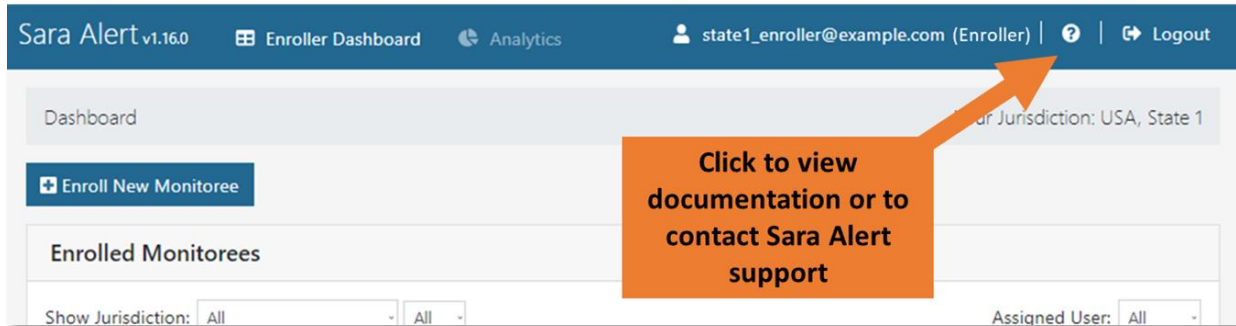 Sara Alert v1.16.0 Enroller Dashboard Analytics state1_enroller@example.com (Enroller) | ? | Logout
Dashboard Jurisdiction: USA, State 1
Enroll New Monitoree
Click to view
documentation or to
contact Sara Alert
support
Enrolled Monitorees
Show Jurisdiction: All All Assigned User: All